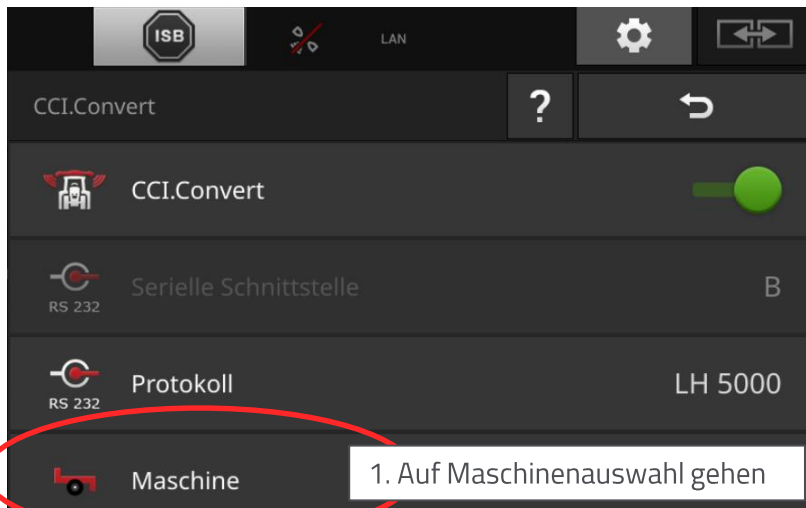 ISB
LAN
CCI.Convert
?
CCI.Convert
RS 232
Serielle Schnittstelle
B
RS 232
Protokoll
LH 5000
Maschine
1. Auf Maschinenauswahl gehen